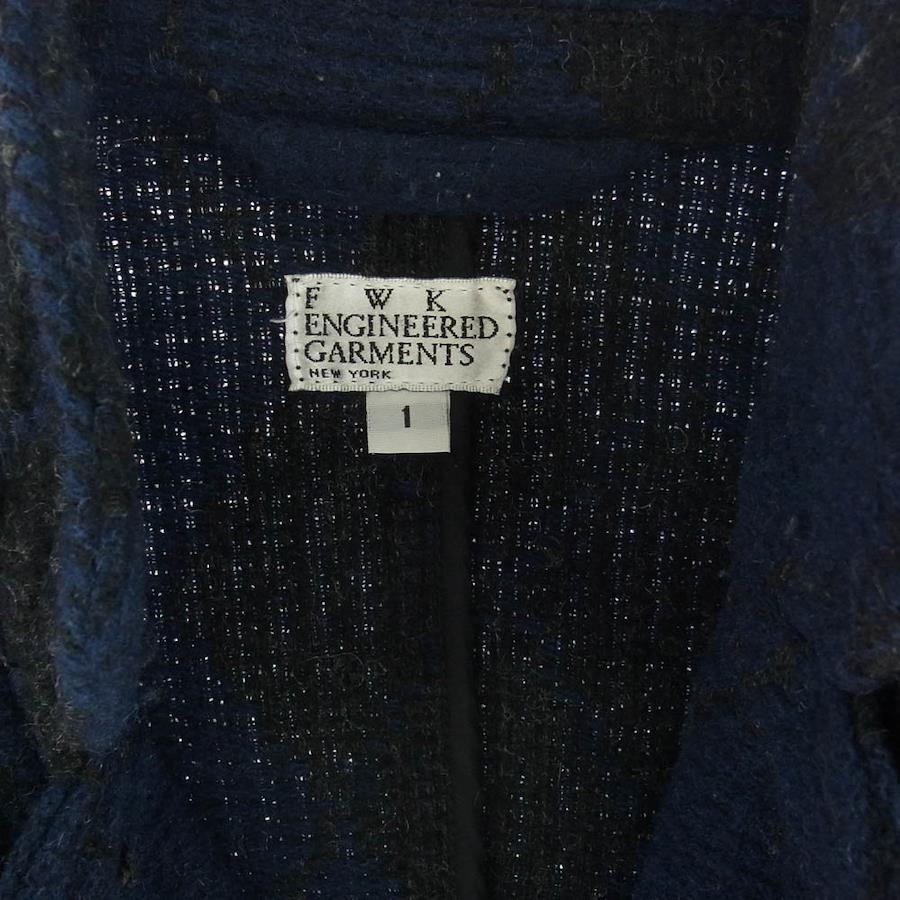 F W K
ENGINEERED
GARMENTS
NEW YORK
1